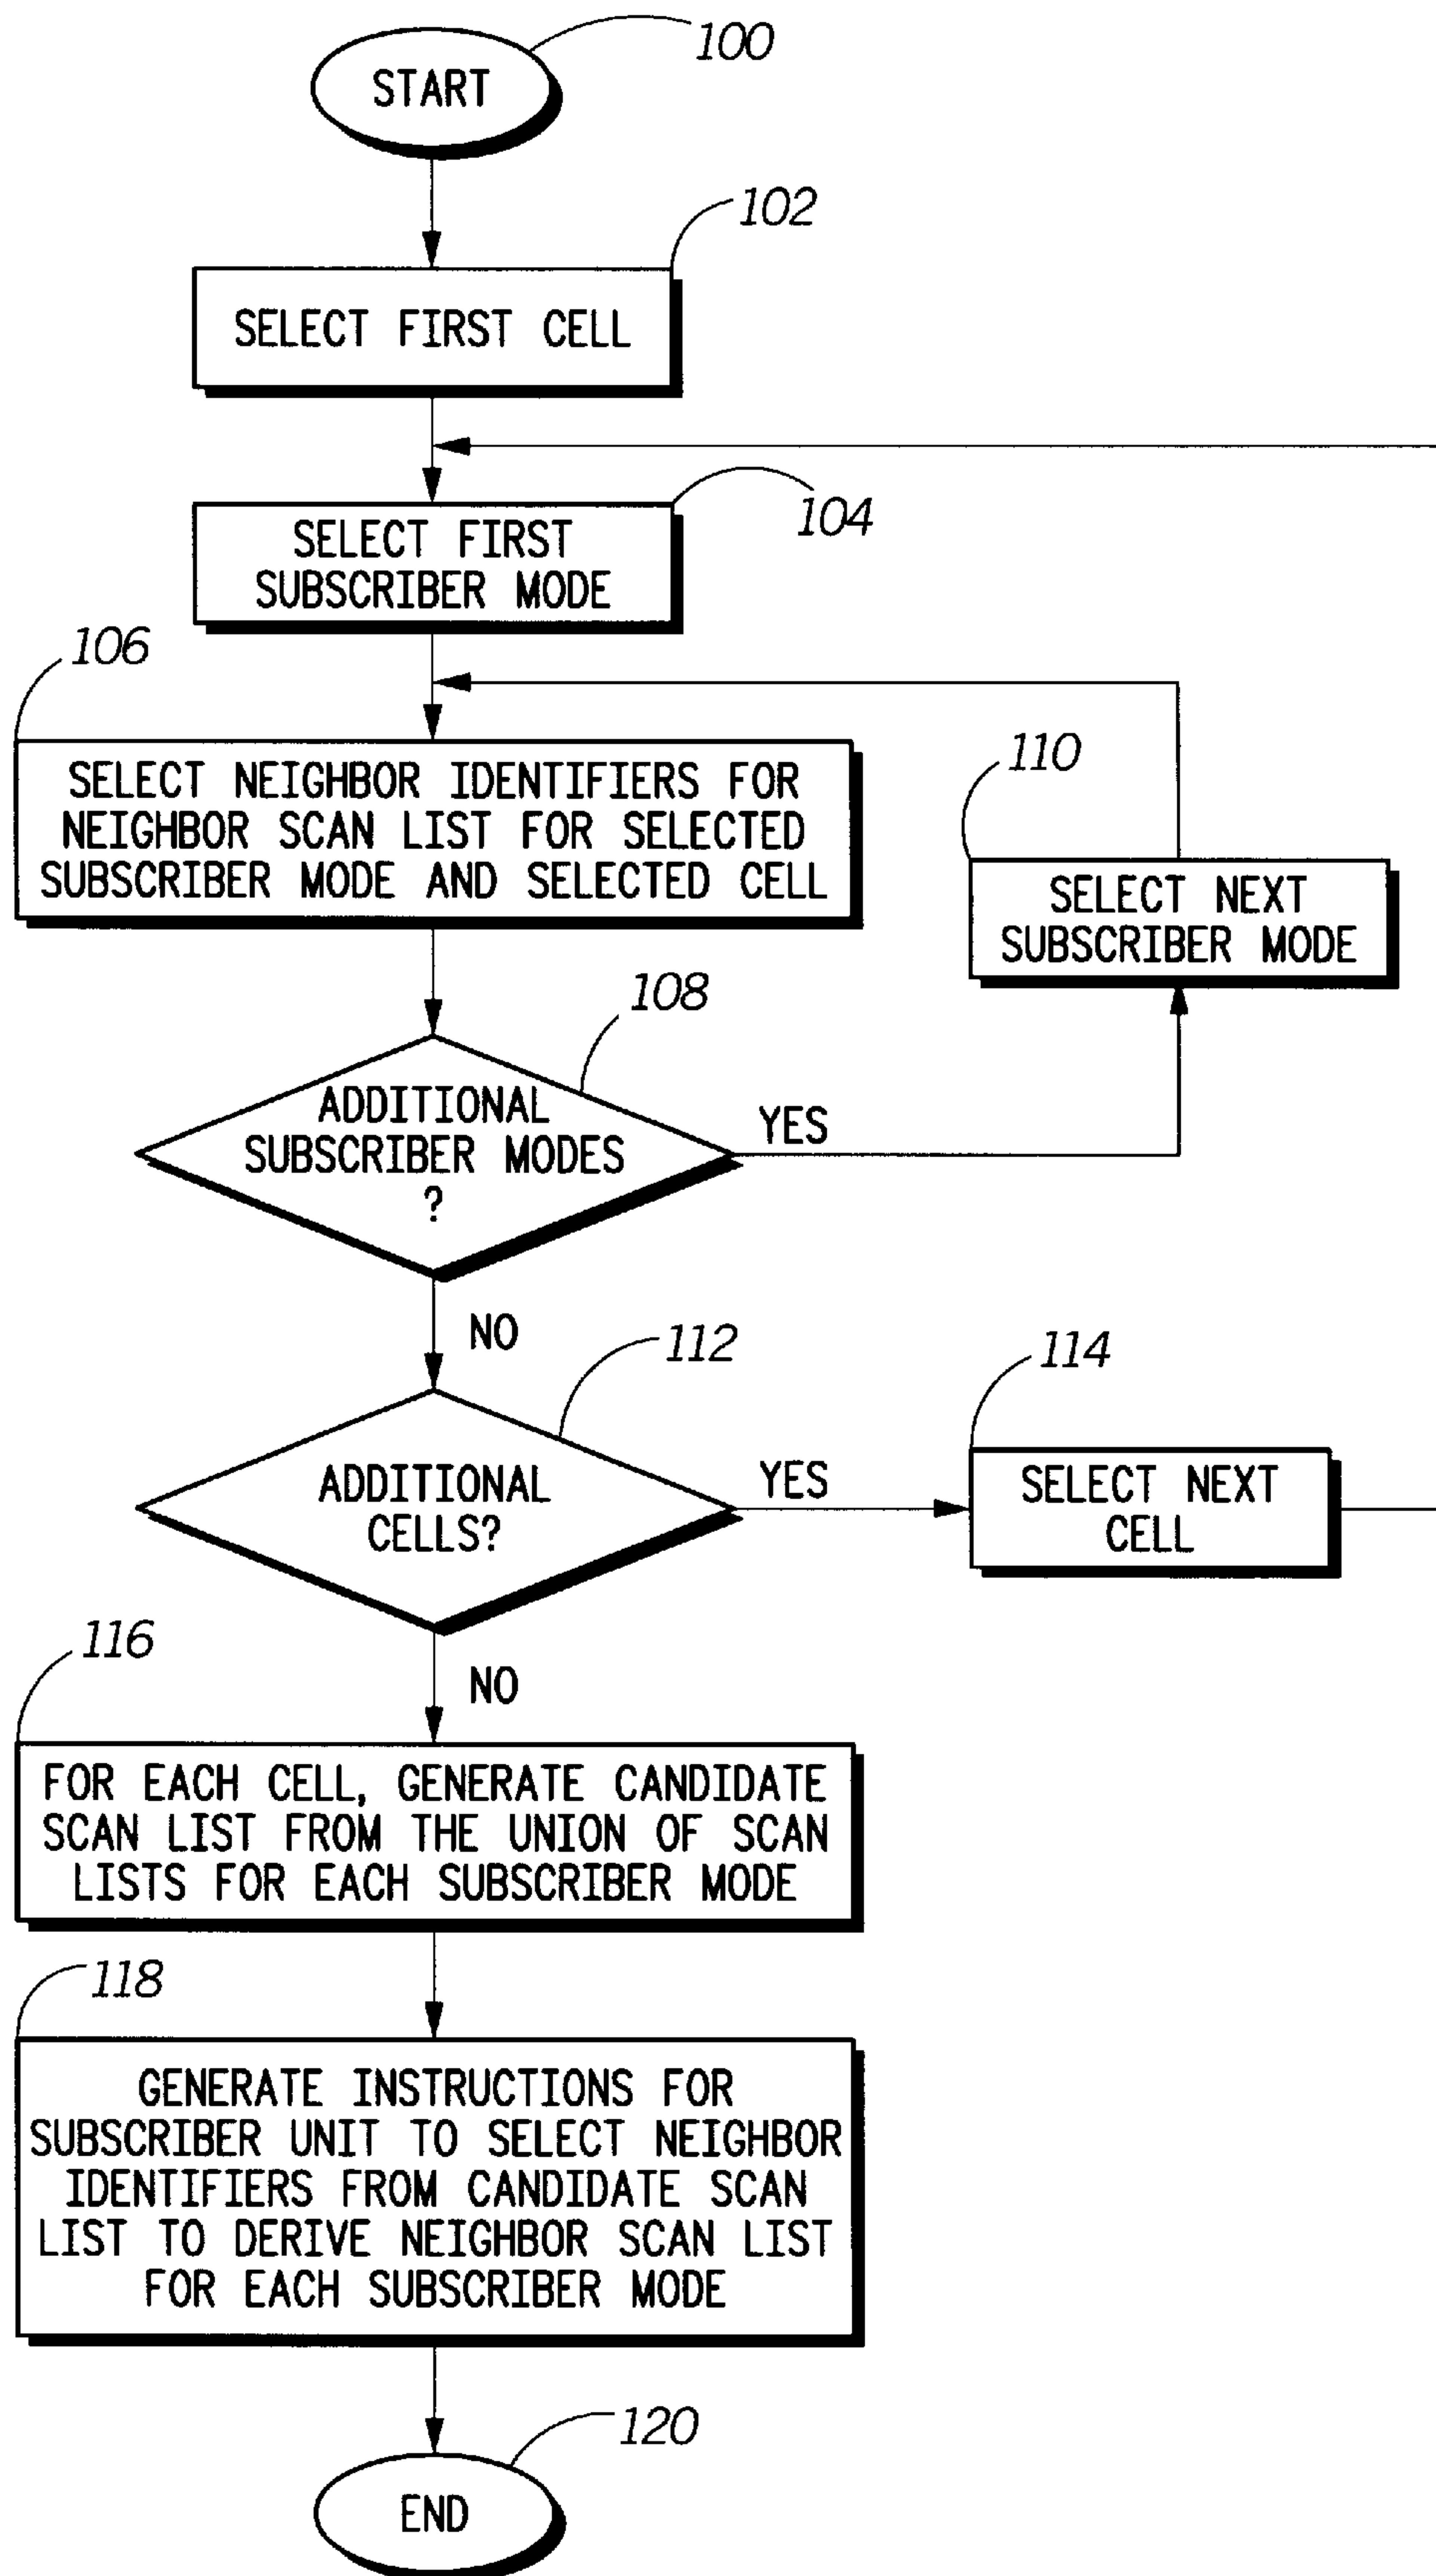 START
100
SELECT FIRST CELL
102
SELECT FIRST
SUBSCRIBER MODE
104
106
SELECT NEIGHBOR IDENTIFIERS FOR
NEIGHBOR SCAN LIST FOR SELECTED
SUBSCRIBER MODE AND SELECTED CELL
110
SELECT NEXT
SUBSCRIBER MODE
108
ADDITIONAL
SUBSCRIBER MODES
?
YES
NO
112
ADDITIONAL
CELLS?
YES
114
SELECT NEXT
CELL
NO
116
FOR EACH CELL, GENERATE CANDIDATE
SCAN LIST FROM THE UNION OF SCAN
LISTS FOR EACH SUBSCRIBER MODE
118
GENERATE INSTRUCTIONS FOR
SUBSCRIBER UNIT TO SELECT NEIGHBOR
IDENTIFIERS FROM CANDIDATE SCAN
LIST TO DERIVE NEIGHBOR SCAN LIST
FOR EACH SUBSCRIBER MODE
120
END